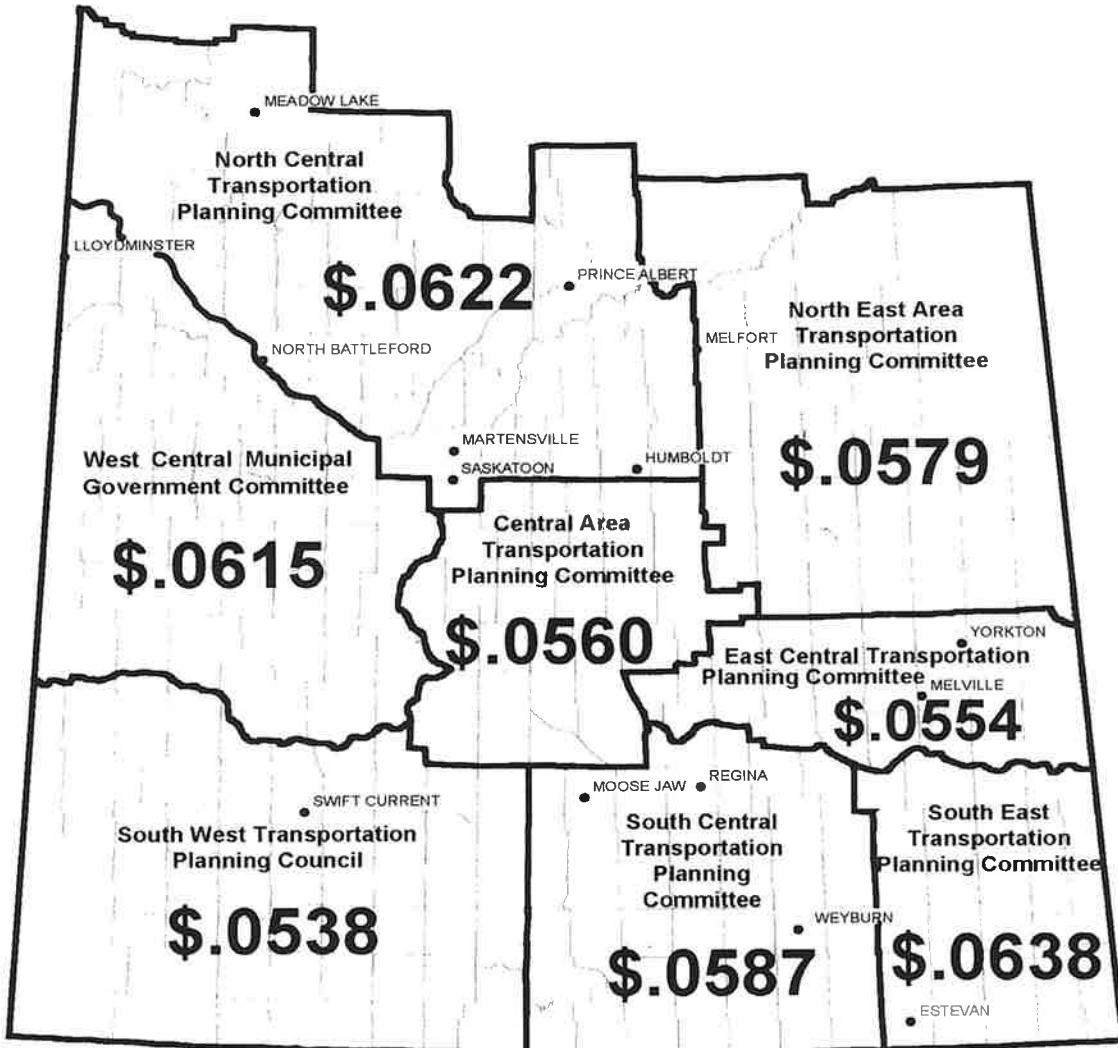 MEADOW LAKE
North Central
Transportation
Planning Committee
LLOYDMINSTER
$.0622
PRINCE ALBERT
North East Area
Transportation
Planning Committee
MELFORT
NORTH BATTLEFORD
$.0579
MARTENSVILLE
SASKATOON
HUMBOLDT
West Central Municipal
Government Committee
$.0615
Central Area
Transportation
Planning Committee
$.0560
YORKTON
East Central Transportation
Planning Committee
MELVILLE
$.0554
SWIFT CURRENT
South West Transportation
Planning Council
$.0538
MOOSE JAW
REGINA
South Central
Transportation
Planning
Committee
WEYBURN
$.0587
South East
Transportation
Planning Committee
$.0638
ESTEVAN